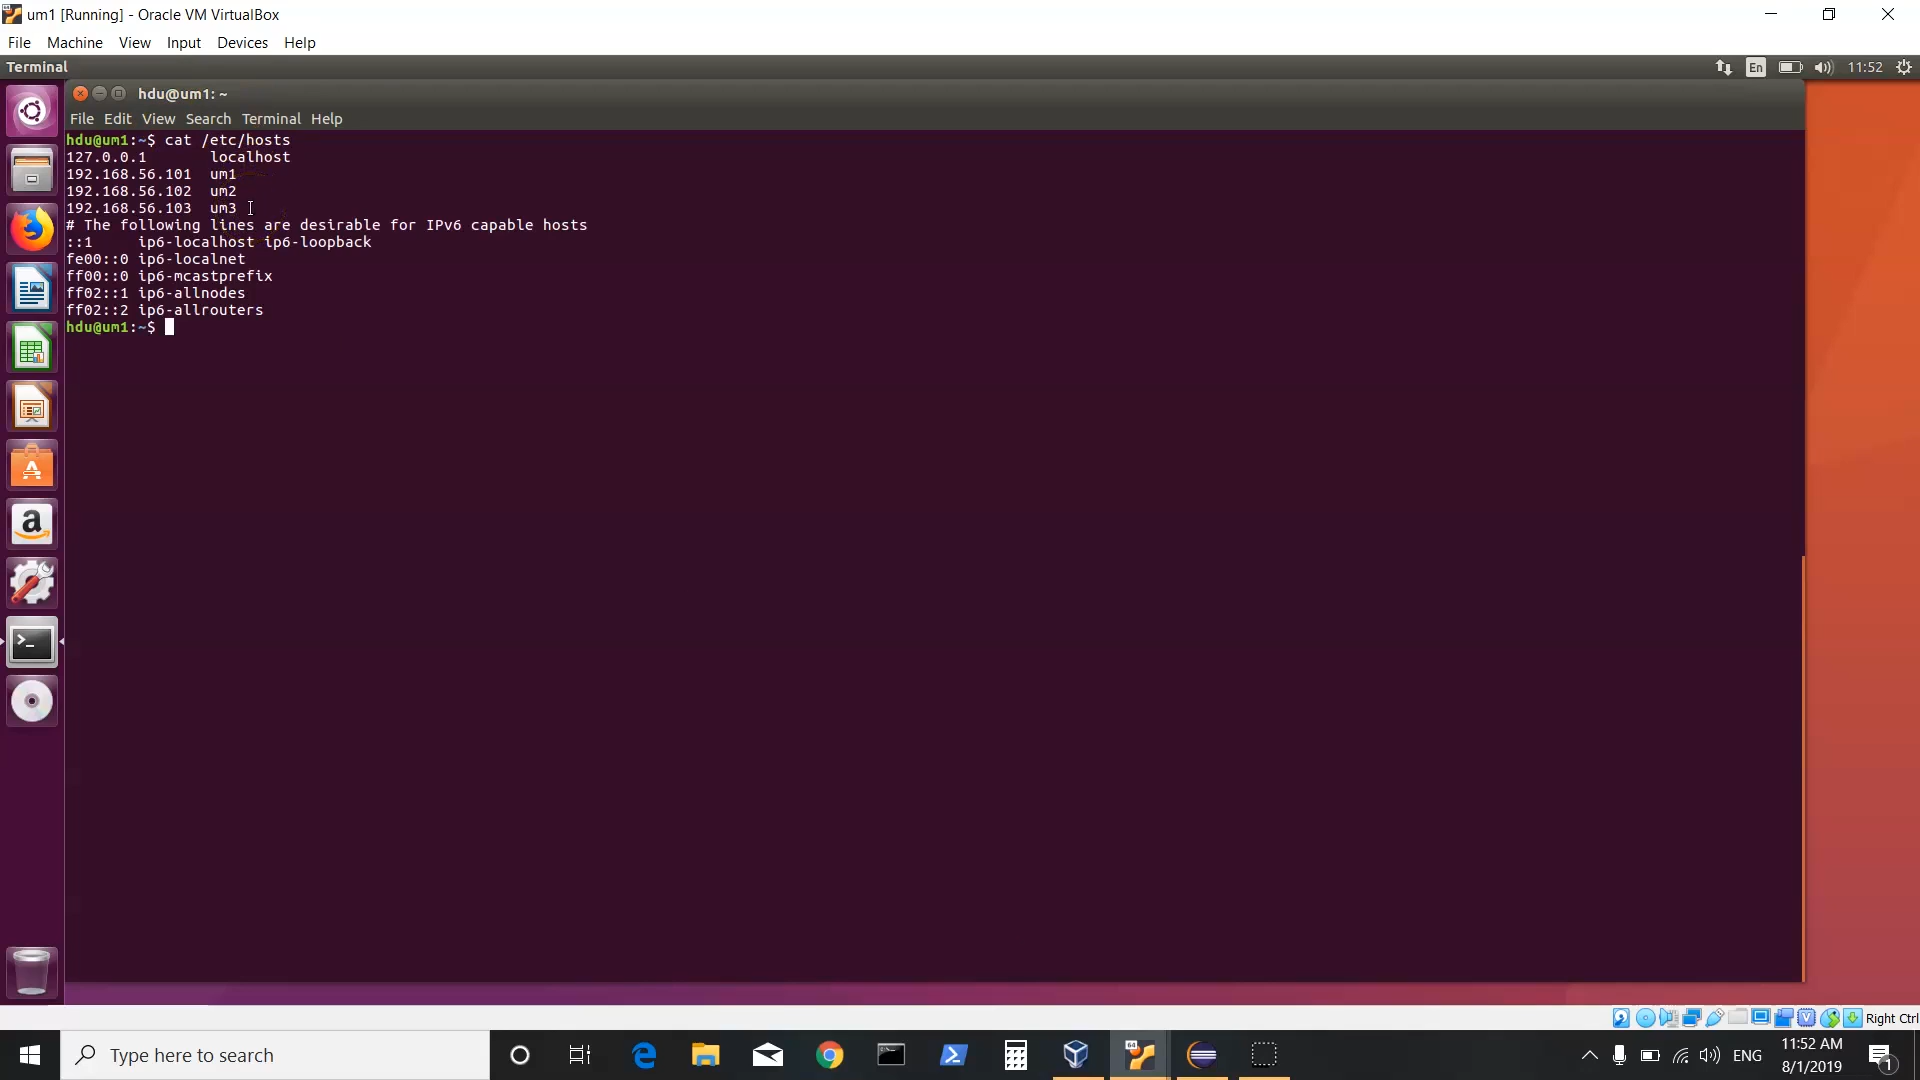 um1 [Running] - Oracle VM VirtualBox
File Machine View Input Devices Help
Terminal
En
11:52
hdu@um1: ~
File Edit View Search Terminal Help
hdu@um1:~$ cat /etc/hosts
127.0.0.1 localhost
192.168.56.101 um1
192.168.56.102 um2
192.168.56.103 um3
# The following lines are desirable for IPv6 capable hosts
::1 ip6-localhost ip6-loopback
fe00::0 ip6-localnet
ff00::0 ip6-mcastprefix
ff02::1 ip6-allnodes
ff02::2 ip6-allrouters
hdu@um1:~$
Right Ctrl
Type here to search
64
ENG
11:52 AM
8/1/2019
1